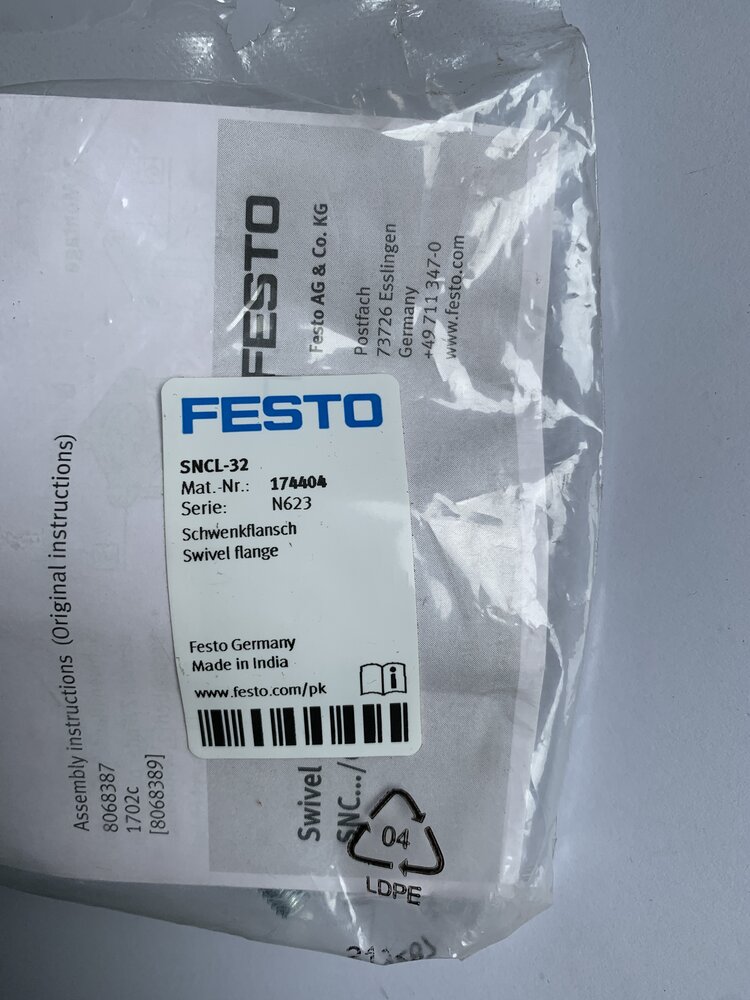 FESTO
Festo AG & Co. KG
Postfach
73726 Esslingen
Germany
+49 711 347-0
www.festo.com
FESTO
SNCL-32
Mat.-Nr.: 174404
Serie: N623
Schwenkflansch
Swivel flange
Festo Germany
Made in India
www.festo.com/pk
i
Assembly instructions (Original instructions)
8068387
1702c
[8068389]
Swivel
SNC.../
04
LDPE